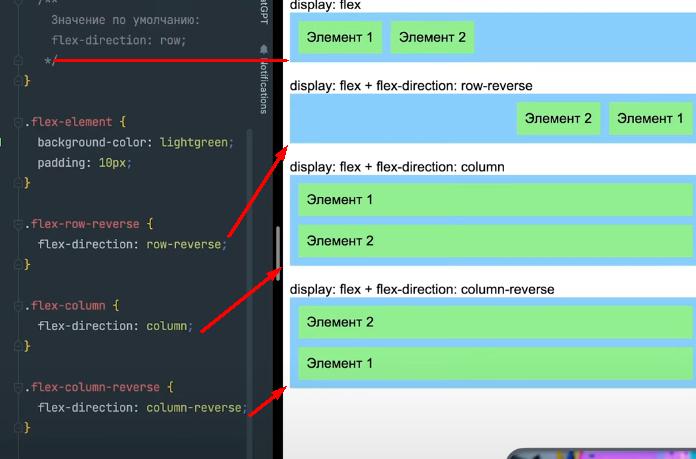 /**
Значение по умолчанию:
flex-direction: row;
*/
}
.flex-element {
background-color: lightgreen;
padding: 10px;
}
.flex-row-reverse {
flex-direction: row-reverse;
}
.flex-column {
flex-direction: column;
}
.flex-column-reverse {
flex-direction: column-reverse;
}
atGPT
Notifications
display: flex
Элемент 1
Элемент 2
display: flex + flex-direction: row-reverse
Элемент 2
Элемент 1
display: flex + flex-direction: column
Элемент 1
Элемент 2
display: flex + flex-direction: column-reverse
Элемент 2
Элемент 1